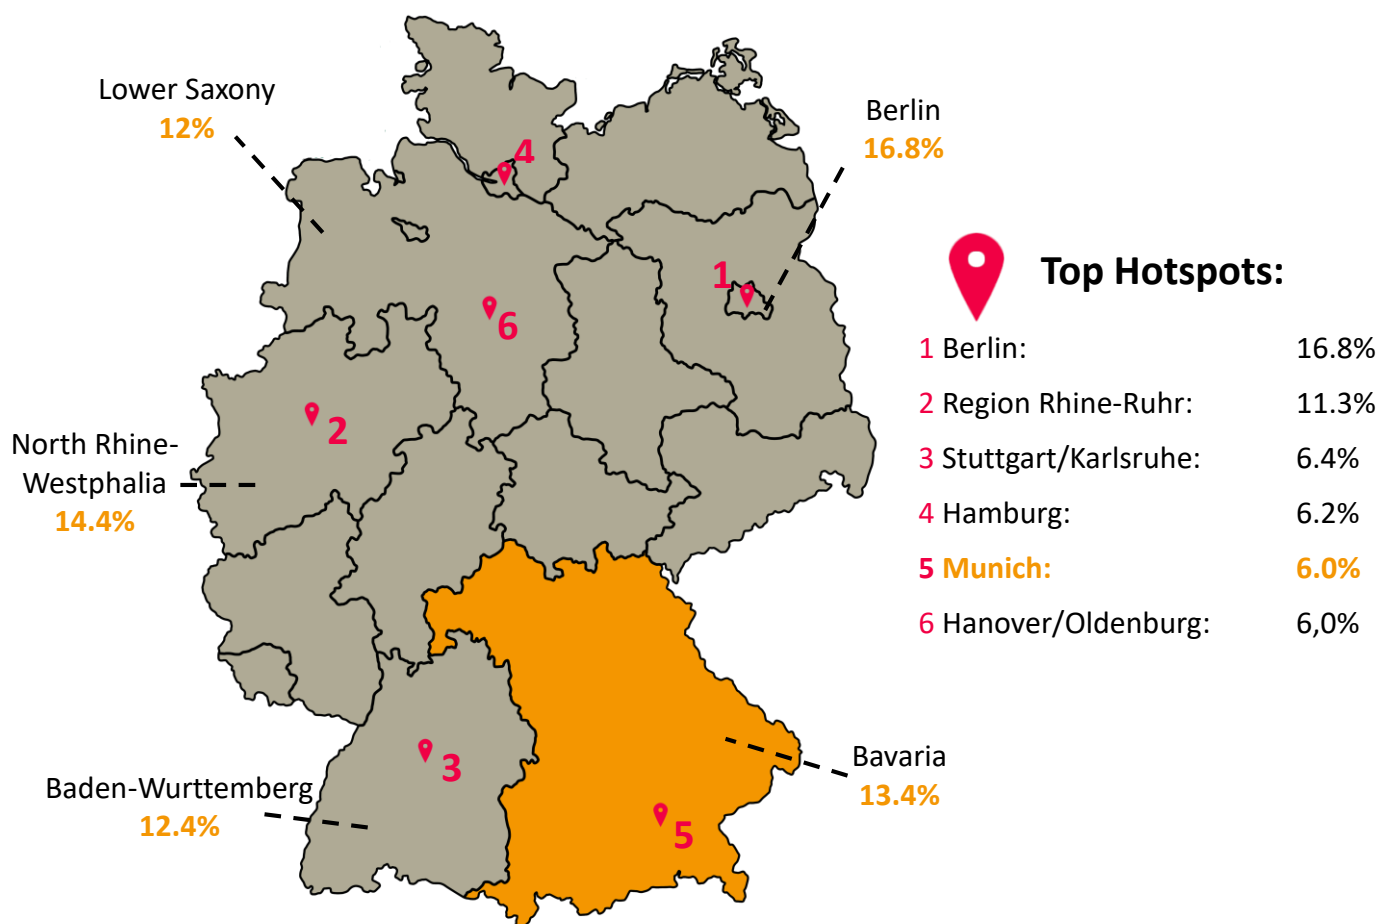 Lower Saxony
12%
Berlin
16.8%
4
1
6
2
North Rhine-
Westphalia
14.4%
3
Baden-Wurttemberg
12.4%
5
Bavaria
13.4%
Top Hotspots:
1 Berlin: 16.8%
2 Region Rhine-Ruhr: 11.3%
3 Stuttgart/Karlsruhe: 6.4%
4 Hamburg: 6.2%
5 Munich: 6.0%
6 Hanover/Oldenburg: 6,0%